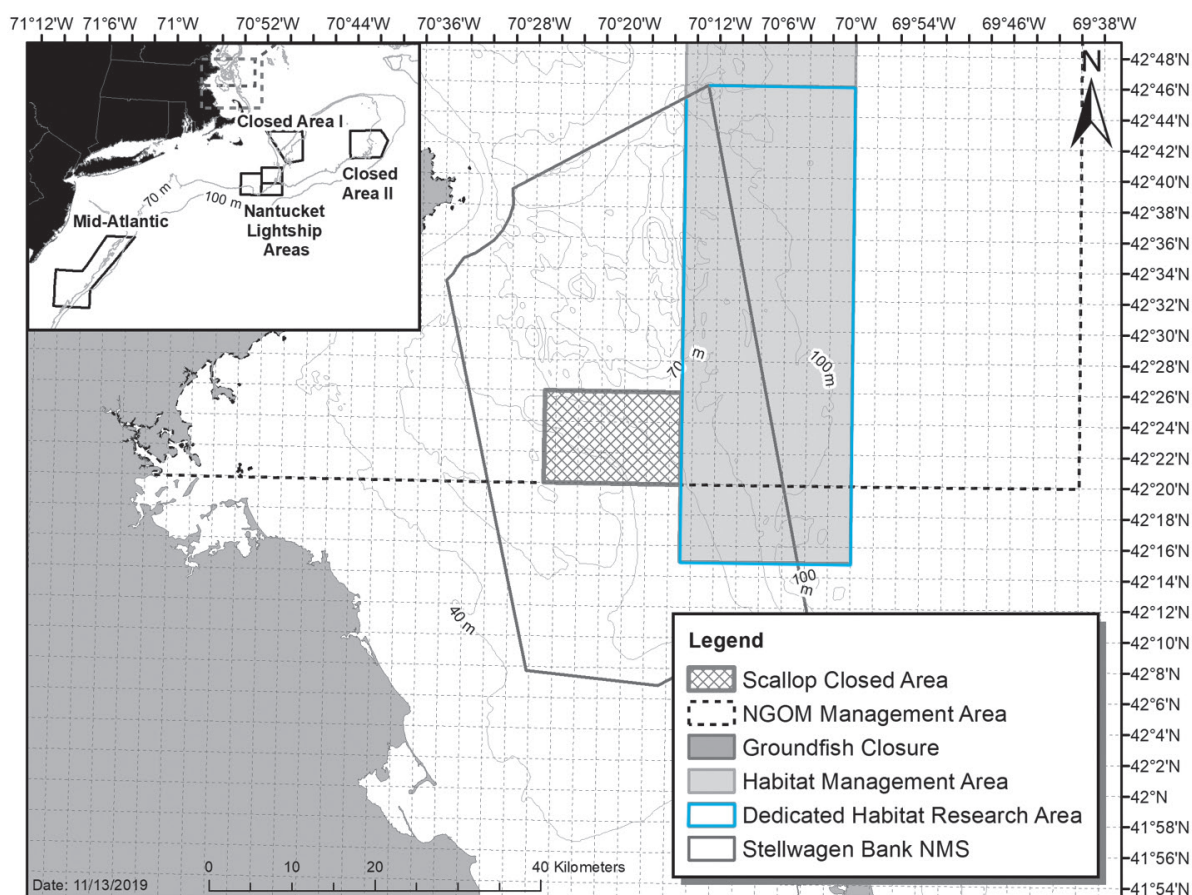 71°12'W 71°6'W 71°W 70°52'W 70°44'W 70°36'W 70°28'W 70°20'W 70°12'W 70°6'W 70°W 69°54'W 69°46'W 69°38'W
N
42°48'N
42°46'N
42°44'N
42°42'N
42°40'N
42°38'N
42°36'N
42°34'N
42°32'N
42°30'N
42°28'N
42°26'N
42°24'N
42°22'N
42°20'N
42°18'N
42°16'N
42°14'N
42°12'N
42°10'N
42°8'N
42°6'N
42°4'N
42°2'N
42°N
41°58'N
41°56'N
41°54'N
Closed Area I
Closed
Area II
70 m
100 m
Mid-Atlantic
Nantucket
Lightship
Areas
70 m
100 m
100
m
40 m
Legend
Scallop Closed Area
NGOM Management Area
Groundfish Closure
Habitat Management Area
Dedicated Habitat Research Area
Stellwagen Bank NMS
0 10 20 40 Kilometers
Date: 11/13/2019